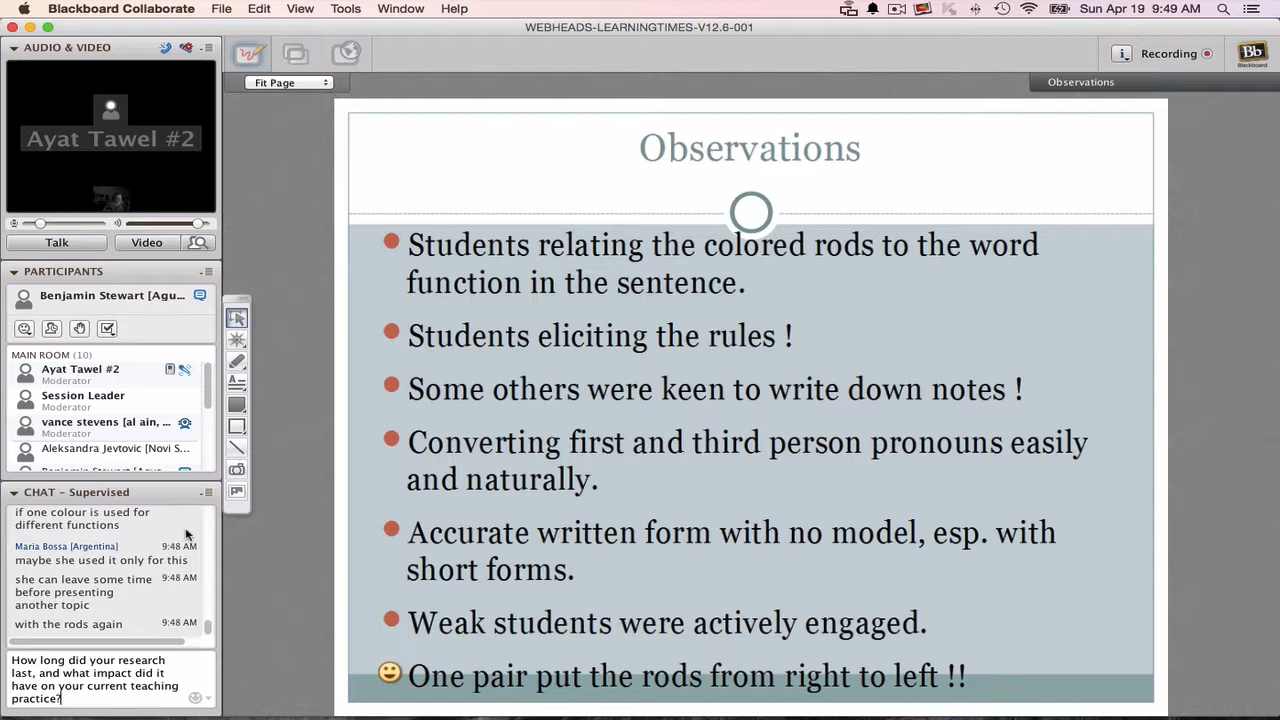 Blackboard Collaborate File Edit View Tools Window Help Sun Apr 19 9:49 AM
WEBHEADS-LEARNINGTIMES-V12.6-001
AUDIO & VIDEO
Ayat Tawel #2
Talk Video
PARTICIPANTS
Benjamin Stewart [Agu...
MAIN ROOM (10)
Ayat Tawel #2
Moderator
Session Leader
Moderator
vance stevens [al ain, ...
Moderator
Aleksandra Jevtovic [Novi S...
CHAT - Supervised
if one colour is used for
different functions
Maria Bossa [Argentina] 9:48 AM
maybe she used it only for this
she can leave some time 9:48 AM
before presenting
another topic
with the rods again 9:48 AM
How long did your research
last, and what impact did it
have on your current teaching
practice?
Fit Page
Recording
Bb
Blackboard
Observations
Observations
Students relating the colored rods to the word
function in the sentence.
Students eliciting the rules !
Some others were keen to write down notes !
Converting first and third person pronouns easily
and naturally.
Accurate written form with no model, esp. with
short forms.
Weak students were actively engaged.
One pair put the rods from right to left !!